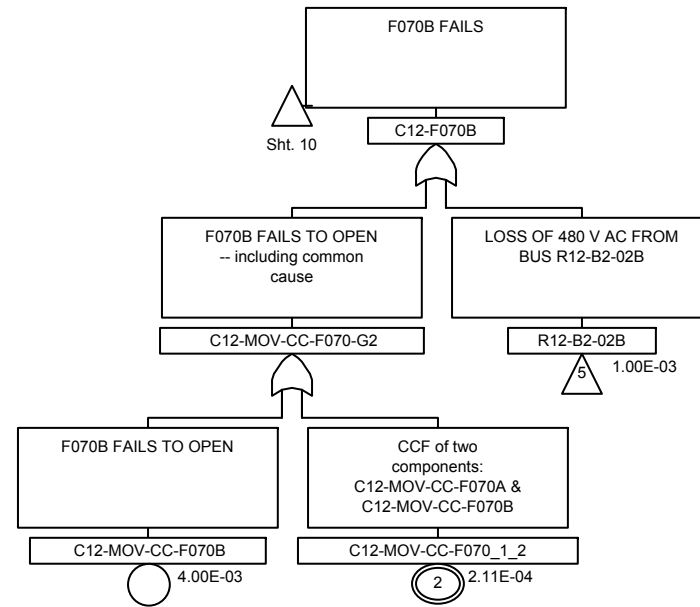 F070B FAILS
Sht. 10
C12-F070B
F070B FAILS TO OPEN
-- including common
cause
LOSS OF 480 V AC FROM
BUS R12-B2-02B
C12-MOV-CC-F070-G2
R12-B2-02B
5
1.00E-03
F070B FAILS TO OPEN
CCF of two
components:
C12-MOV-CC-F070A &
C12-MOV-CC-F070B
C12-MOV-CC-F070B
C12-MOV-CC-F070_1_2
4.00E-03
2
2.11E-04